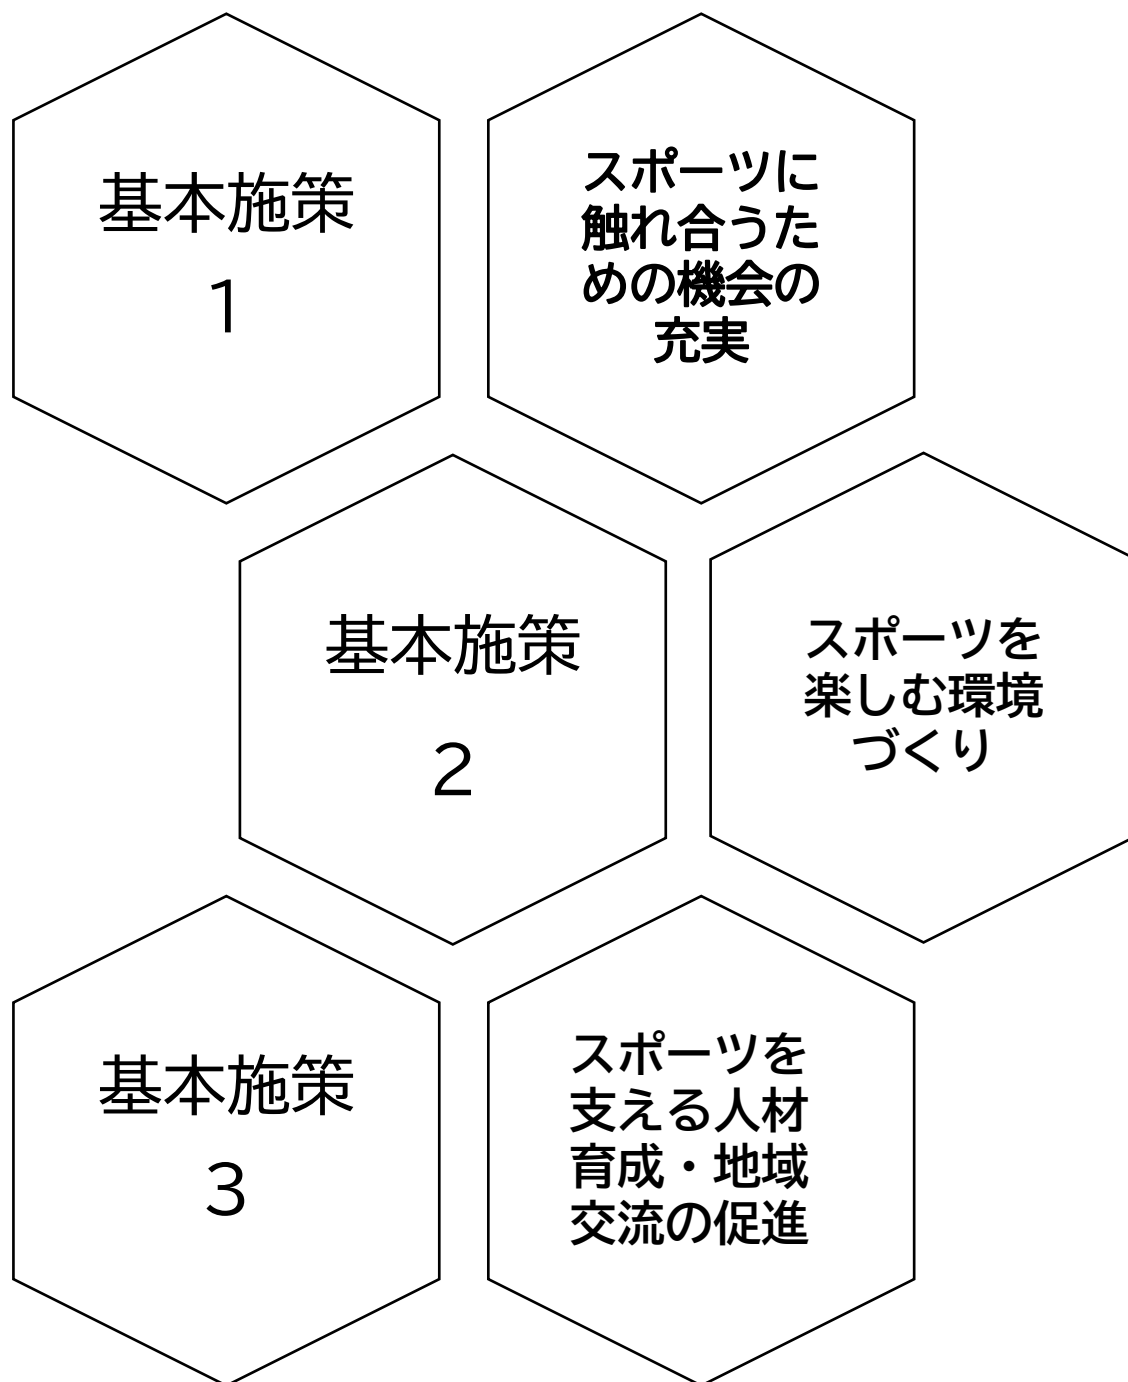 基本施策
1
スポーツに
触れ合うた
めの機会の
充実
基本施策
2
スポーツを
楽しむ環境
づくり
基本施策
3
スポーツを
支える人材
育成・地域
交流の促進